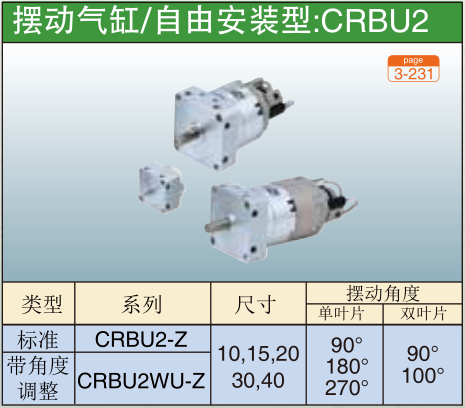 摆动气缸/自由安装型:CRBU2
page
3-231
类型 系列 尺寸 摆动角度
单叶片 双叶片
标准 CRBU2-Z
带角度
调整 CRBU2WU-Z
10,15,20
30,40
90°
180°
270°
90°
100°